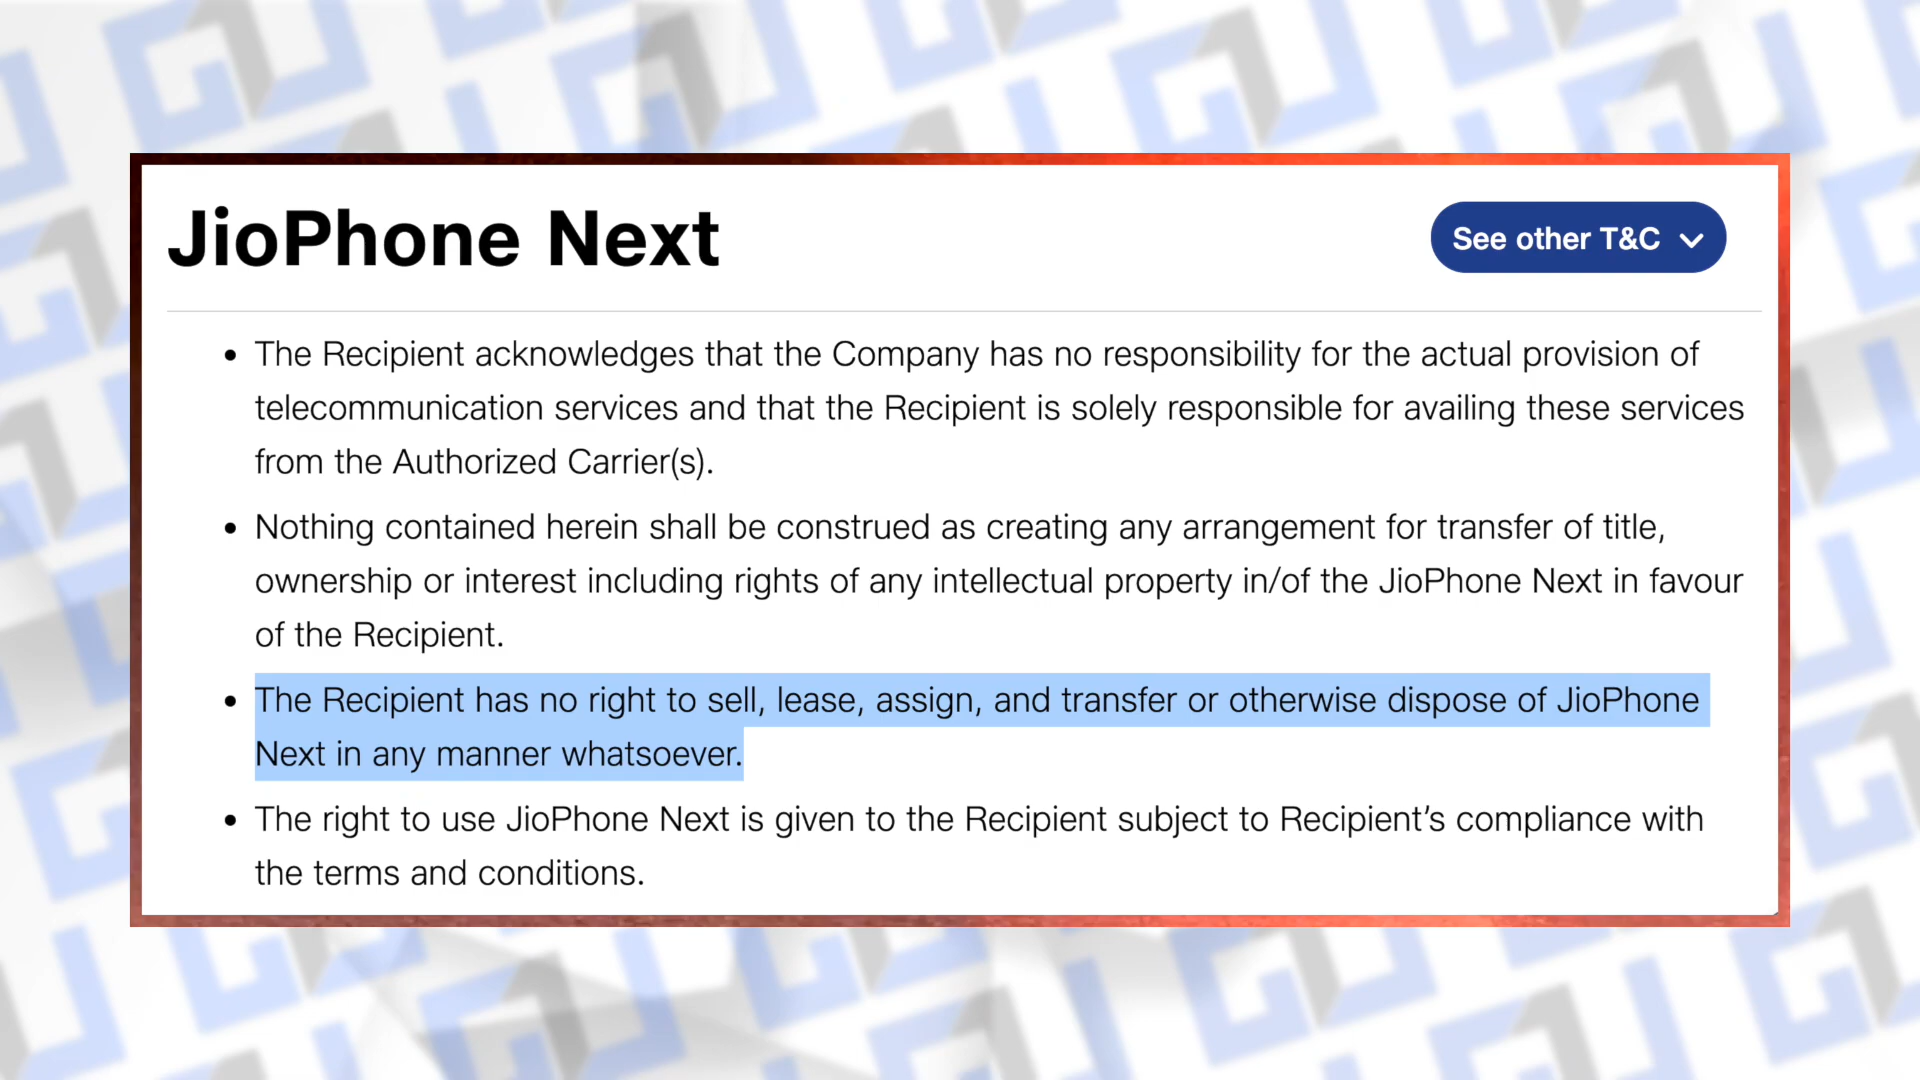 JioPhone Next
See other T&C
• The Recipient acknowledges that the Company has no responsibility for the actual provision of
telecommunication services and that the Recipient is solely responsible for availing these services
from the Authorized Carrier(s).
• Nothing contained herein shall be construed as creating any arrangement for transfer of title,
ownership or interest including rights of any intellectual property in/of the JioPhone Next in favour
of the Recipient.
• The Recipient has no right to sell, lease, assign, and transfer or otherwise dispose of JioPhone
Next in any manner whatsoever.
• The right to use JioPhone Next is given to the Recipient subject to Recipient’s compliance with
the terms and conditions.